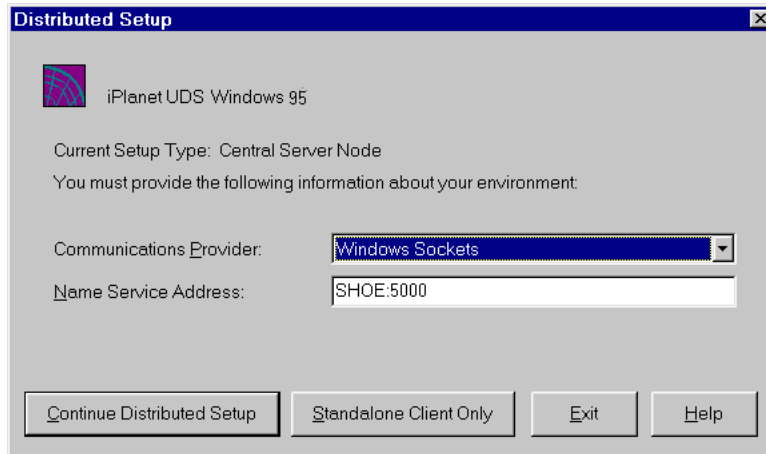 Distributed Setup
iPlanet UDS Windows 95
Current Setup Type: Central Server Node
You must provide the following information about your environment:
Communications Provider: Windows Sockets
Name Service Address: SHOE:5000
Continue Distributed Setup Standalone Client Only Exit Help